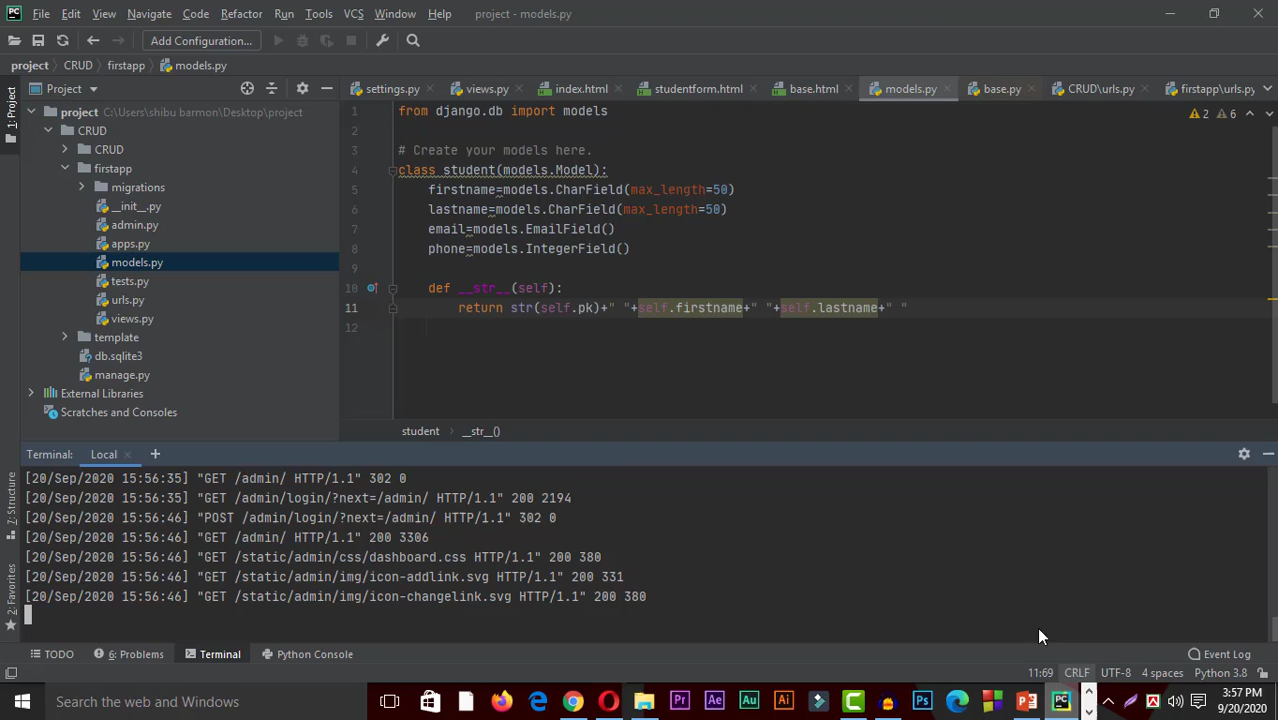 PC File Edit View Navigate Code Refactor Run Tools VCS Window Help project - models.py
Add Configuration...
project CRUD firstapp models.py
Project settings.py views.py index.html studentform.html base.html models.py base.py CRUD\urls.py firstapp\urls.py
1: Project
project C:\Users\shibu barmon\Desktop\project
CRUD
CRUD
firstapp
migrations
__init__.py
admin.py
apps.py
models.py
tests.py
urls.py
views.py
template
db.sqlite3
manage.py
External Libraries
Scratches and Consoles
2 6
1 from django.db import models
2
3 # Create your models here.
4 class student(models.Model):
5 firstname=models.CharField(max_length=50)
6 lastname=models.CharField(max_length=50)
7 email=models.EmailField()
8 phone=models.IntegerField()
9
10 def __str__(self):
11 return str(self.pk)+" "+self.firstname+" "+self.lastname+" "
12
student __str__()
Terminal: Local
Z: Structure
2: Favorites
[20/Sep/2020 15:56:35] "GET /admin/ HTTP/1.1" 302 0
[20/Sep/2020 15:56:35] "GET /admin/login/?next=/admin/ HTTP/1.1" 200 2194
[20/Sep/2020 15:56:46] "POST /admin/login/?next=/admin/ HTTP/1.1" 302 0
[20/Sep/2020 15:56:46] "GET /admin/ HTTP/1.1" 200 3306
[20/Sep/2020 15:56:46] "GET /static/admin/css/dashboard.css HTTP/1.1" 200 380
[20/Sep/2020 15:56:46] "GET /static/admin/img/icon-addlink.svg HTTP/1.1" 200 331
[20/Sep/2020 15:56:46] "GET /static/admin/img/icon-changelink.svg HTTP/1.1" 200 380
TODO 6: Problems Terminal Python Console Event Log
11:69 CRLF UTF-8 4 spaces Python 3.8
Search the web and Windows Pr Ae Au Ai Ps PC 3:57 PM
9/20/2020